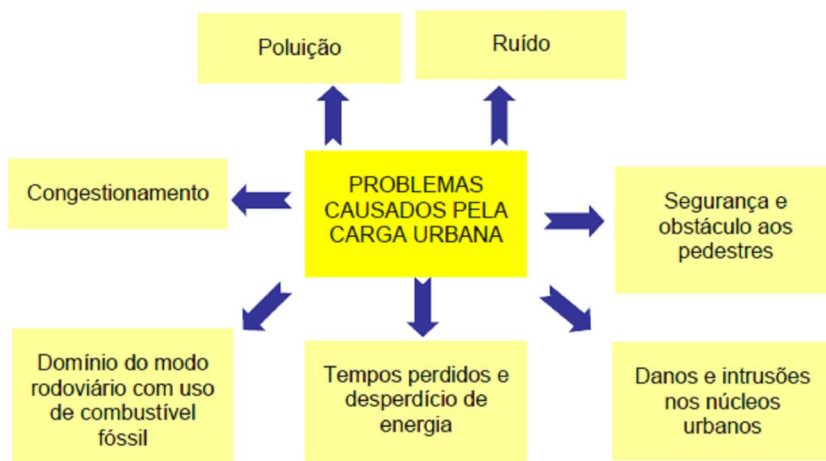 Poluição
Ruído
Congestionamento
PROBLEMAS
CAUSADOS PELA
CARGA URBANA
Segurança e
obstáculo aos
pedestres
Domínio do modo
rodoviário com uso
de combustível
fóssil
Tempos perdidos e
desperdício de
energia
Danos e intrusões
nos núcleos
urbanos